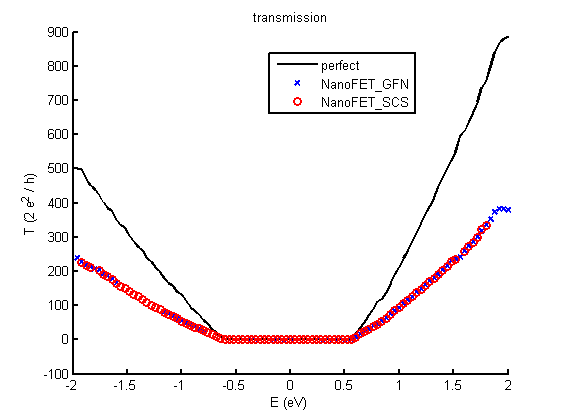 transmission
900
800
700
600
500
400
300
200
100
0
-100
T (2 e² / h)
perfect
NanoFET_GFN
NanoFET_SCS
-2 -1.5 -1 -0.5 0 0.5 1 1.5 2
E (eV)